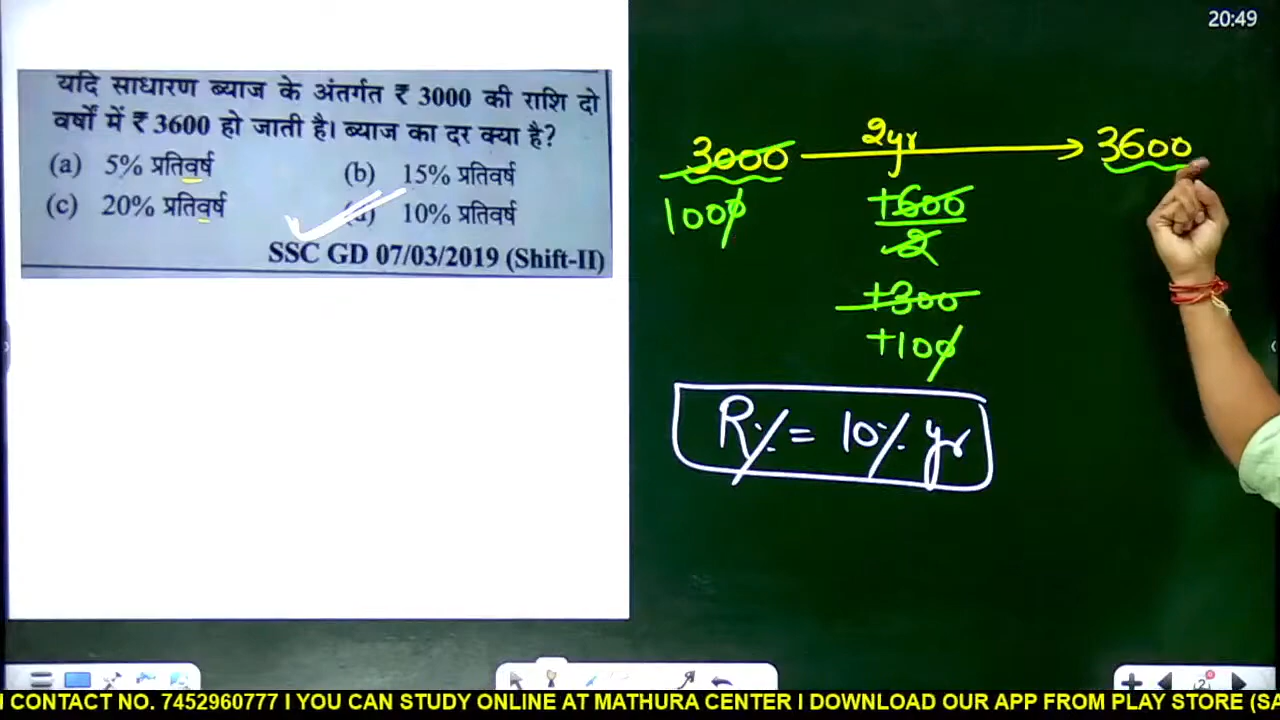 20:49
यदि साधारण ब्याज के अंतर्गत ₹ 3000 की राशि दो
वर्षों में ₹ 3600 हो जाती है। ब्याज का दर क्या है?
(a) 5% प्रतिवर्ष (b) 15% प्रतिवर्ष
(c) 20% प्रतिवर्ष (d) 10% प्रतिवर्ष
SSC GD 07/03/2019 (Shift-II)
3000 2yr 3600
1000 +600
2
+300
+100
R% = 10% yr
CONTACT NO. 7452960777 I YOU CAN STUDY ONLINE AT MATHURA CENTER I DOWNLOAD OUR APP FROM PLAY STORE (SA